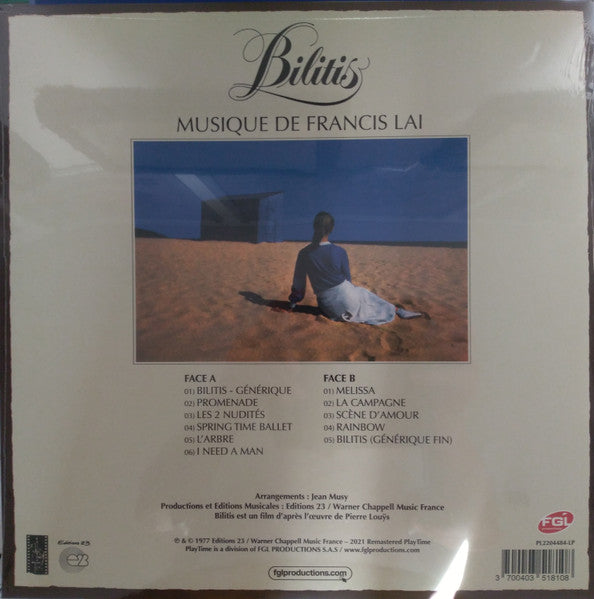 Bilitis
MUSIQUE DE FRANCIS LAI
FACE A
01) BILITIS - GÉNÉRIQUE
02) PROMENADE
03) LES 2 NUDITÉS
04) SPRING TIME BALLET
05) L'ARBRE
06) I NEED A MAN
FACE B
01) MELISSA
02) LA CAMPAGNE
03) SCÈNE D'AMOUR
04) RAINBOW
05) BILITIS (GÉNÉRIQUE FIN)
Arrangements : Jean Musy
Productions et Editions Musicales : Editions 23 / Warner Chappell Music France
Bilitis est un film d'après l'œuvre de Pierre Louÿs
Editions 23
e23
℗ & © 1977 Editions 23 / Warner Chappell Music France – 2021 Remastered PlayTime
PlayTime is a division of FGL PRODUCTIONS S.A.S / www.fglproductions.com
fglproductions.com
FGL
PL2204484-LP
3 700403 518108